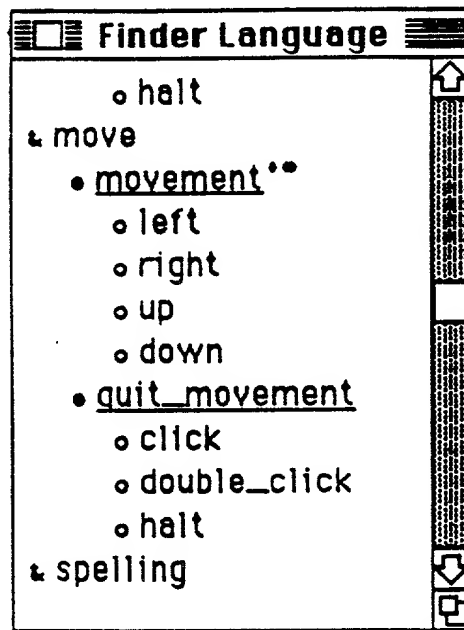 Finder Language
halt
& move
movement
left
right
up
down
quit_movement
click
double_click
halt
& spelling